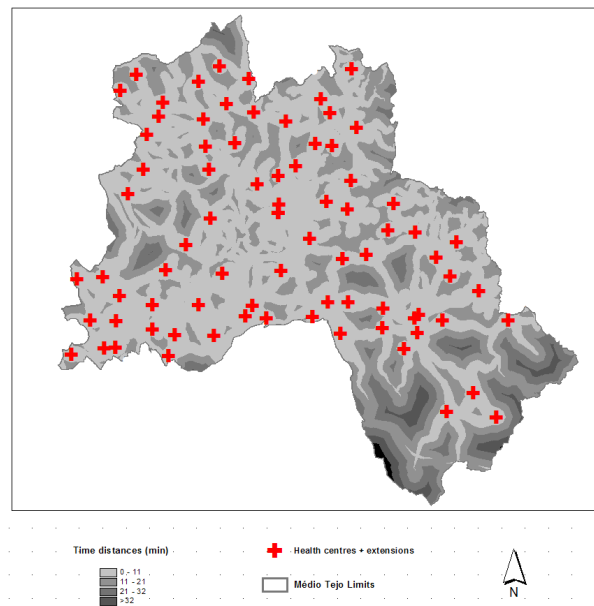 Time distances (min)
0 - 11
11 - 21
21 - 32
>32
Health centres + extensions
Médio Tejo Limits
N